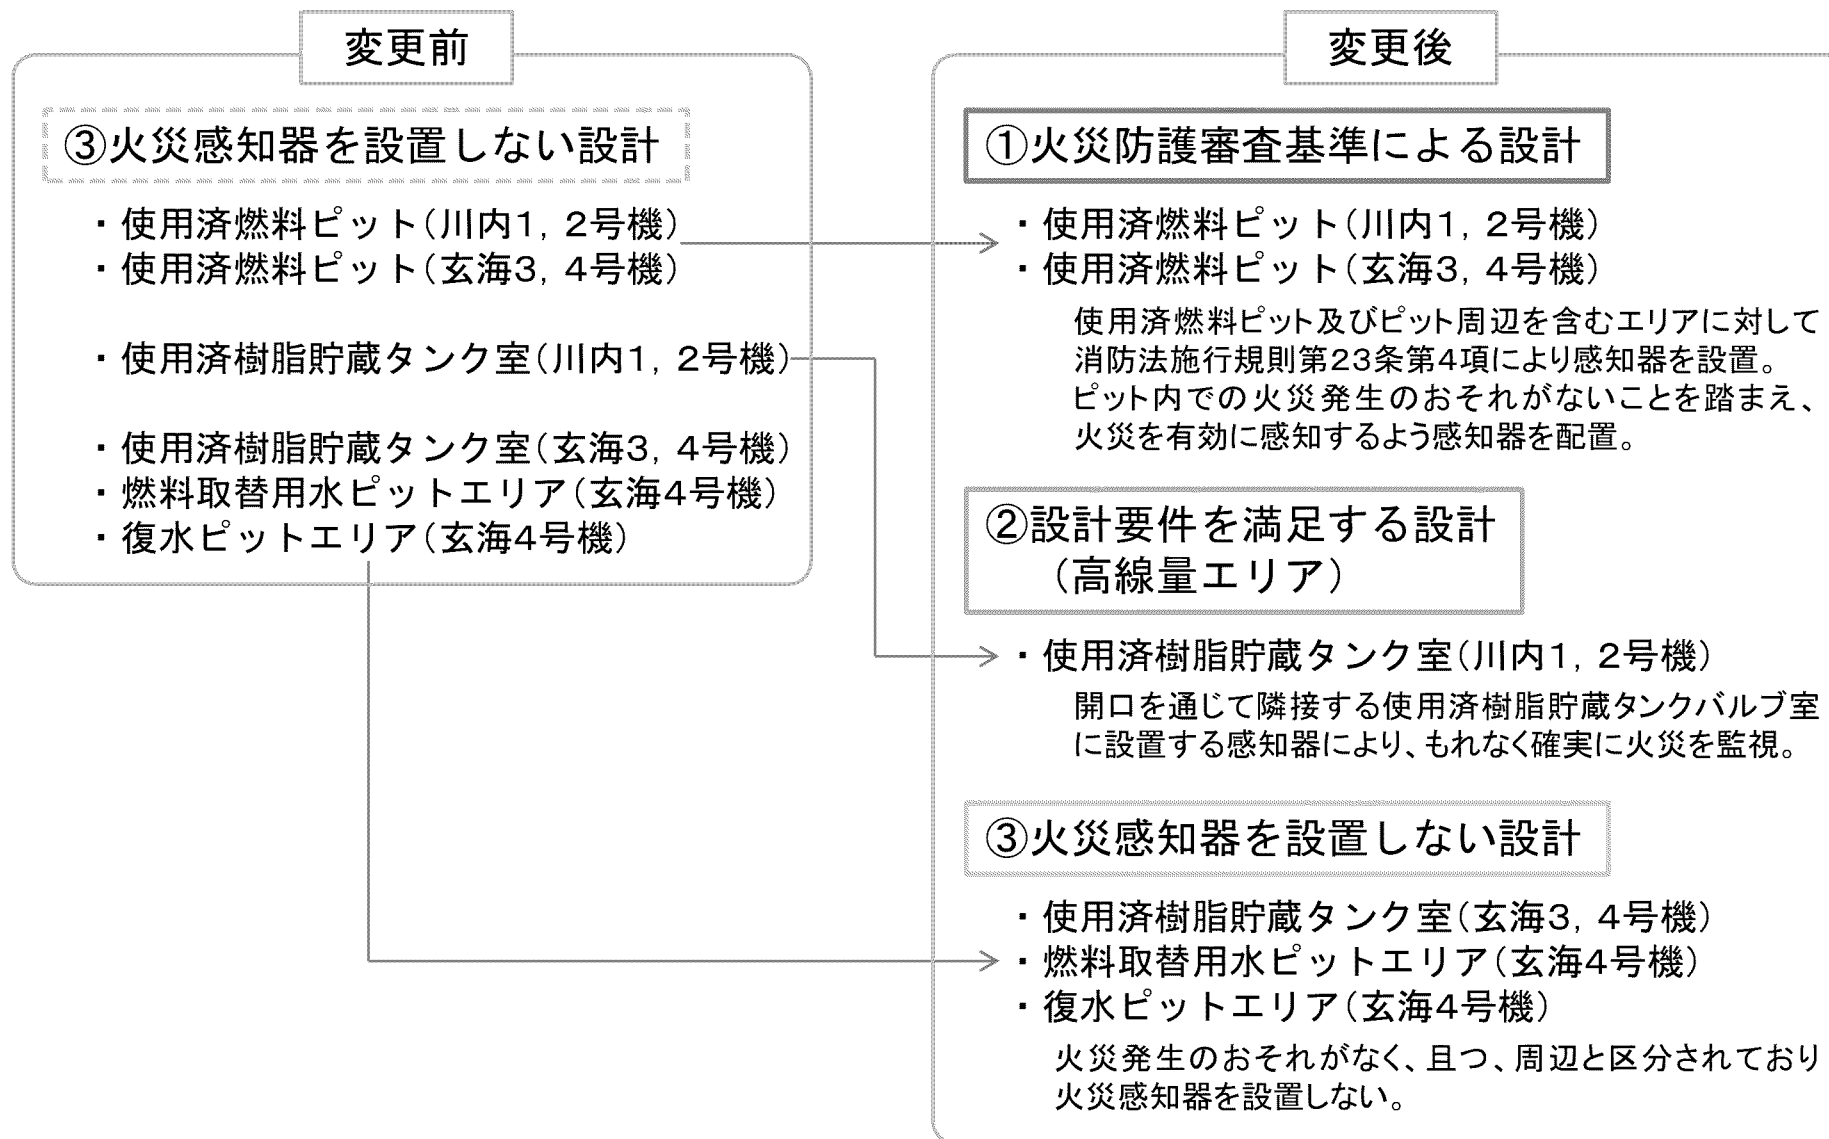 変更前
③火災感知器を設置しない設計
・使用済燃料ピット(川内1, 2号機)
・使用済燃料ピット(玄海3, 4号機)
・使用済樹脂貯蔵タンク室(川内1, 2号機)
・使用済樹脂貯蔵タンク室(玄海3, 4号機)
・燃料取替用水ピットエリア(玄海4号機)
・復水ピットエリア(玄海4号機)
変更後
①火災防護審査基準による設計
・使用済燃料ピット(川内1, 2号機)
・使用済燃料ピット(玄海3, 4号機)
使用済燃料ピット及びピット周辺を含むエリアに対して
消防法施行規則第23条第4項により感知器を設置。
ピット内での火災発生のおそれがないことを踏まえ、
火災を有効に感知するよう感知器を配置。
②設計要件を満足する設計
(高線量エリア)
・使用済樹脂貯蔵タンク室(川内1, 2号機)
開口を通じて隣接する使用済樹脂貯蔵タンクバルブ室
に設置する感知器により、もれなく確実に火災を監視。
③火災感知器を設置しない設計
・使用済樹脂貯蔵タンク室(玄海3, 4号機)
・燃料取替用水ピットエリア(玄海4号機)
・復水ピットエリア(玄海4号機)
火災発生のおそれがなく、且つ、周辺と区分されており
火災感知器を設置しない。